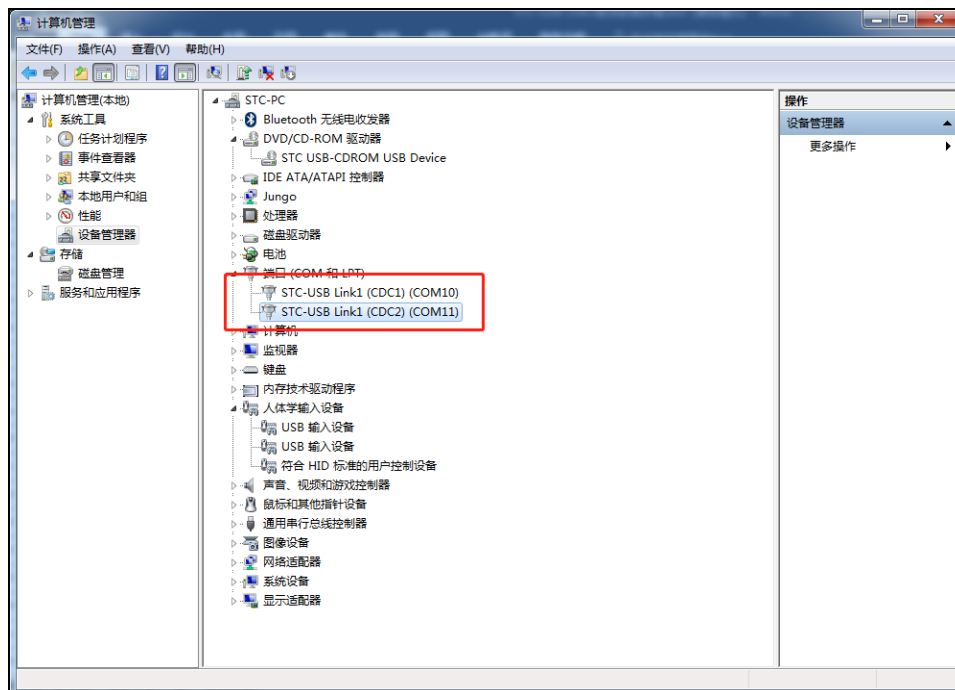 计算机管理
文件(F) 操作(A) 查看(V) 帮助(H)
计算机管理(本地)
系统工具
任务计划程序
事件查看器
共享文件夹
本地用户和组
性能
设备管理器
存储
磁盘管理
服务和应用程序
STC-PC
Bluetooth 无线电收发器
DVD/CD-ROM 驱动器
STC USB-CDROM USB Device
IDE ATA/ATAPI 控制器
Jungo
处理器
磁盘驱动器
电池
端口 (COM 和 LPT)
STC-USB Link1 (CDC1) (COM10)
STC-USB Link1 (CDC2) (COM11)
计算机
监视器
键盘
内存技术驱动程序
人体学输入设备
USB 输入设备
USB 输入设备
符合 HID 标准的用户控制设备
声音、视频和游戏控制器
鼠标和其他指针设备
通用串行总线控制器
图像设备
网络适配器
系统设备
显示适配器
操作
设备管理器
更多操作